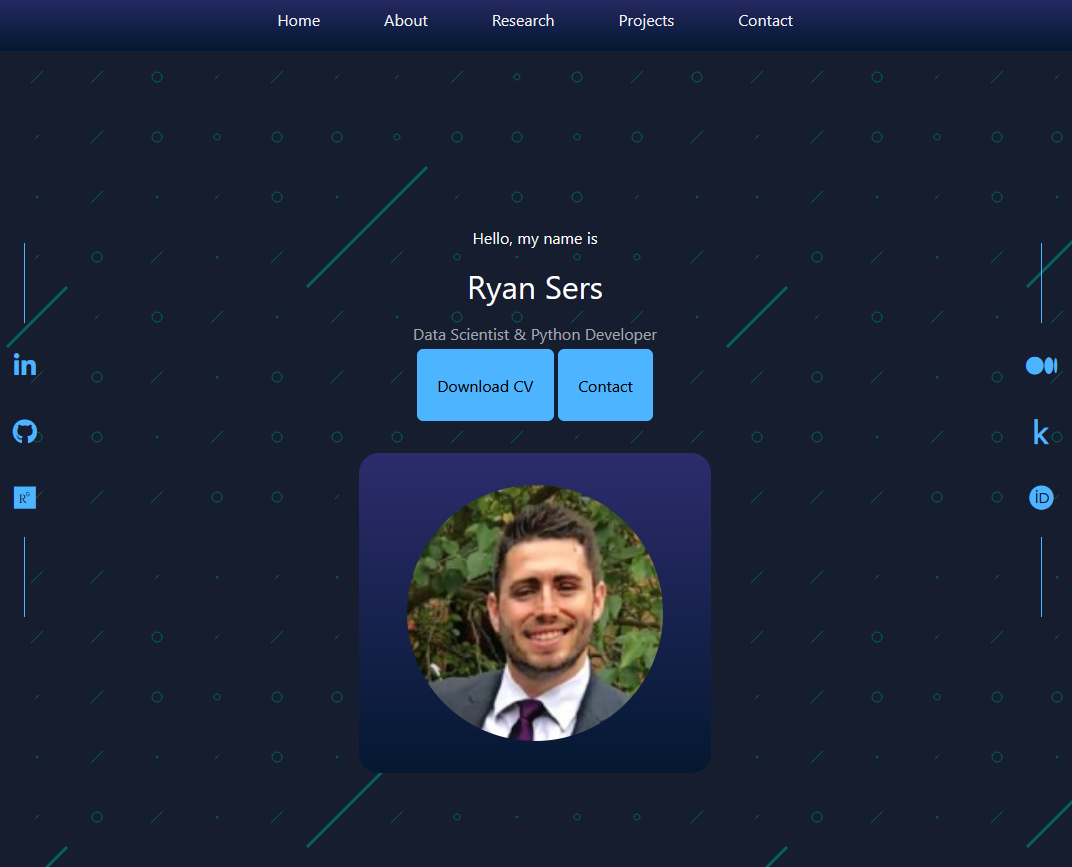 Home About Research Projects Contact
Hello, my name is
Ryan Sers
Data Scientist & Python Developer
Download CV Contact
in
R^G
k
iD